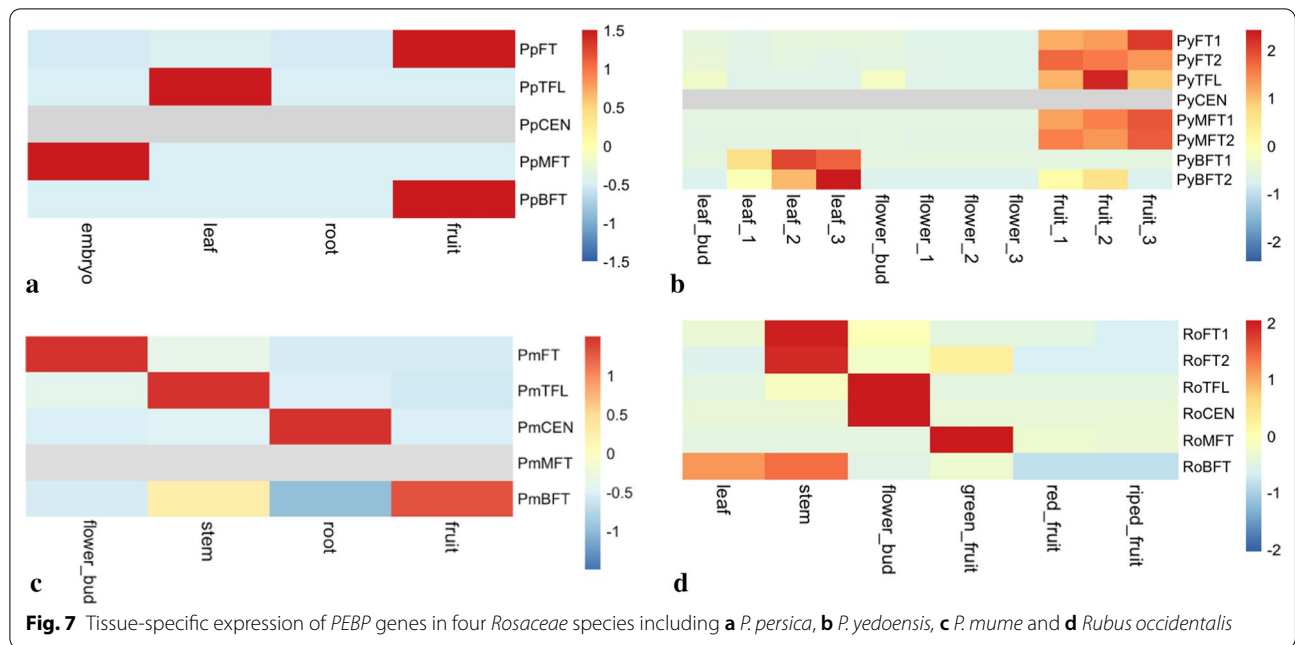 1.5
1
0.5
0
-0.5
-1
-1.5
PpFT
PpTFL
PpCEN
PpMFT
PpBFT
embryo
leaf
root
fruit
a
2
1
0
-1
-2
PyFT1
PyFT2
PyTFL
PyCEN
PyMFT1
PyMFT2
PyBFT1
PyBFT2
leaf_bud
leaf_1
leaf_2
leaf_3
flower_bud
flower_1
flower_2
flower_3
fruit_1
fruit_2
fruit_3
b
1
0.5
0
-0.5
-1
PmFT
PmTFL
PmCEN
PmMFT
PmBFT
flower_bud
stem
root
fruit
c
2
1
0
-1
-2
RoFT1
RoFT2
RoTFL
RoCEN
RoMFT
RoBFT
leaf
stem
flower_bud
green_fruit
red_fruit
riped_fruit
d
Fig. 7 Tissue-specific expression of PEBP genes in four Rosaceae species including a P. persica, b P. yedoensis, c P. mume and d Rubus occidentalis